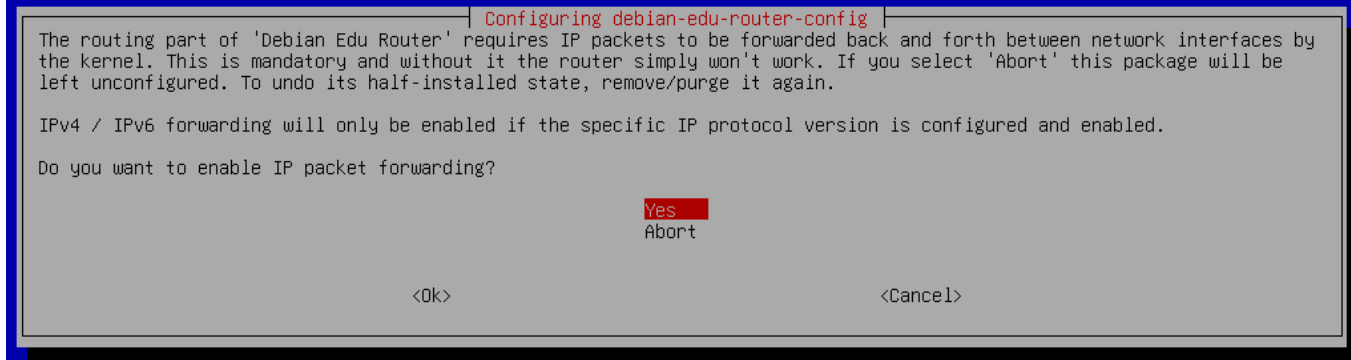 Configuring debian-edu-router-config
The routing part of 'Debian Edu Router' requires IP packets to be forwarded back and forth between network interfaces by
the kernel. This is mandatory and without it the router simply won't work. If you select 'Abort' this package will be
left unconfigured. To undo its half-installed state, remove/purge it again.
IPv4 / IPv6 forwarding will only be enabled if the specific IP protocol version is configured and enabled.
Do you want to enable IP packet forwarding?
Yes
Abort
<Ok> <Cancel>